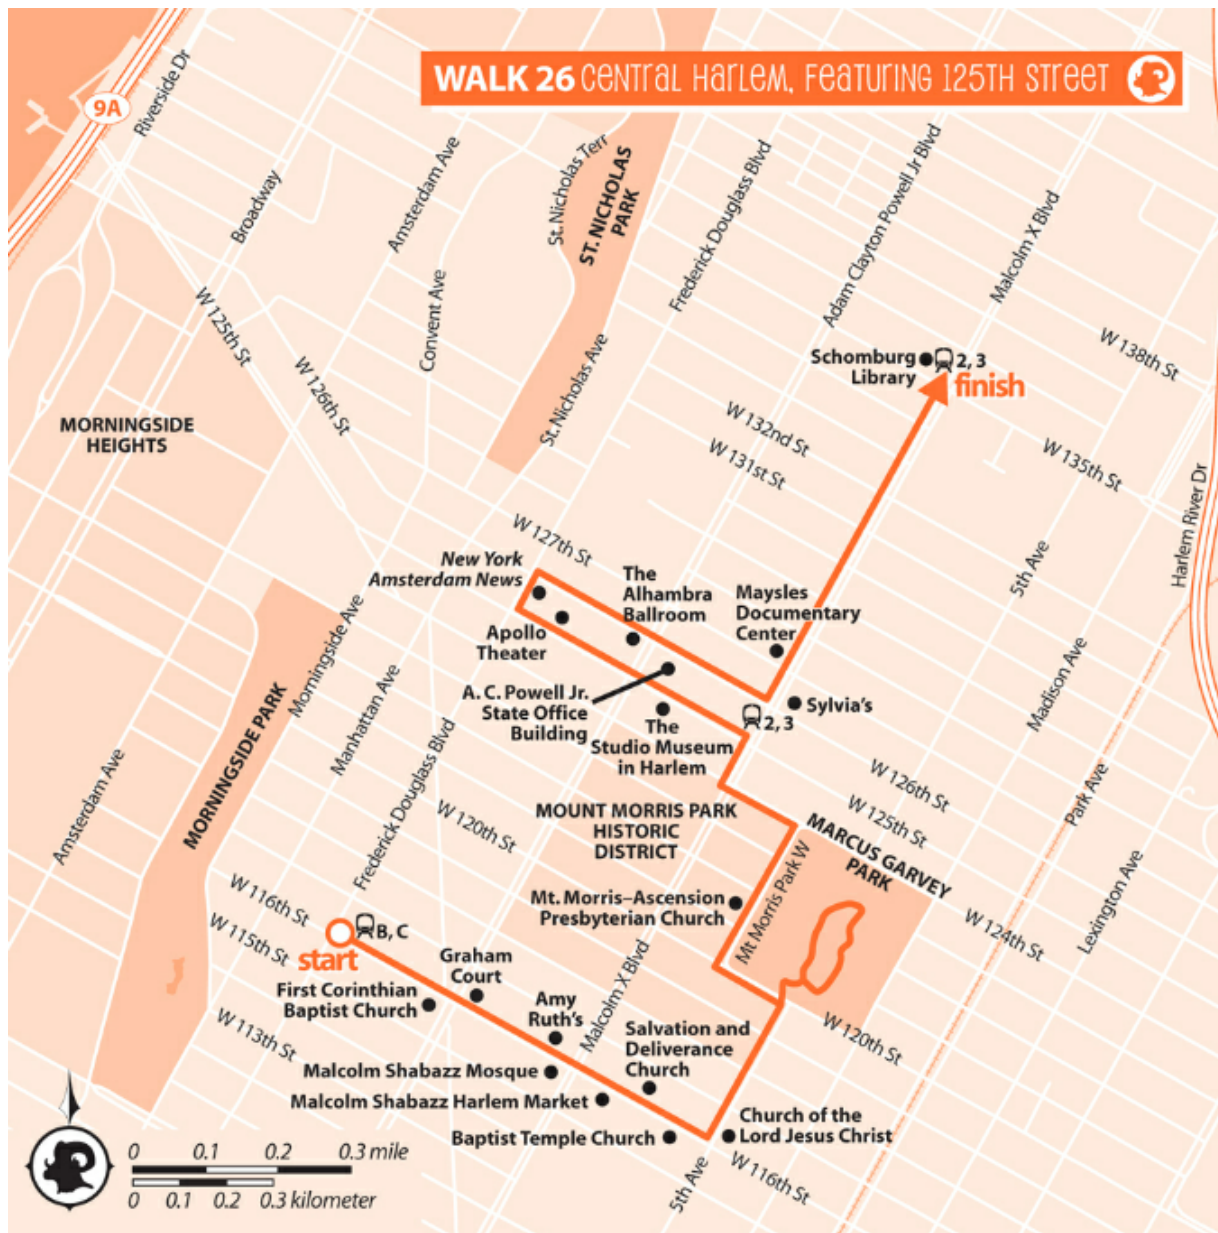 WALK 26 CENTRAL HARLEM, FEATURING 125TH STREET
9A
Riverside Dr
Broadway
Amsterdam Ave
Convent Ave
St. Nicholas Terr
ST. NICHOLAS
PARK
St. Nicholas Ave
Frederick Douglass Blvd
Adam Clayton Powell Jr Blvd
Malcolm X Blvd
W 125th St
W 126th St
MORNINGSIDE
HEIGHTS
Schomburg
Library
2, 3
finish
W 138th St
W 135th St
W 132nd St
W 131st St
Harlem River Dr
5th Ave
W 127th St
New York
Amsterdam News
Apollo
Theater
The
Alhambra
Ballroom
Maysles
Documentary
Center
A. C. Powell Jr.
State Office
Building
The
Studio Museum
in Harlem
2, 3
Sylvia's
Madison Ave
Park Ave
Lexington Ave
Morningside Ave
Manhattan Ave
Frederick Douglass Blvd
MORNINGSIDE PARK
Amsterdam Ave
W 126th St
W 125th St
W 124th St
W 120th St
MOUNT MORRIS PARK
HISTORIC
DISTRICT
MARCUS GARVEY
PARK
Mt Morris Park W
Mt. Morris–Ascension
Presbyterian Church
W 116th St
W 115th St
W 113th St
B, C
start
First Corinthian
Baptist Church
Graham
Court
Amy
Ruth's
Malcolm X Blvd
Salvation and
Deliverance
Church
W 120th St
Malcolm Shabazz Mosque
Malcolm Shabazz Harlem Market
Baptist Temple Church
Church of the
Lord Jesus Christ
5th Ave
W 116th St
0 0.1 0.2 0.3 mile
0 0.1 0.2 0.3 kilometer